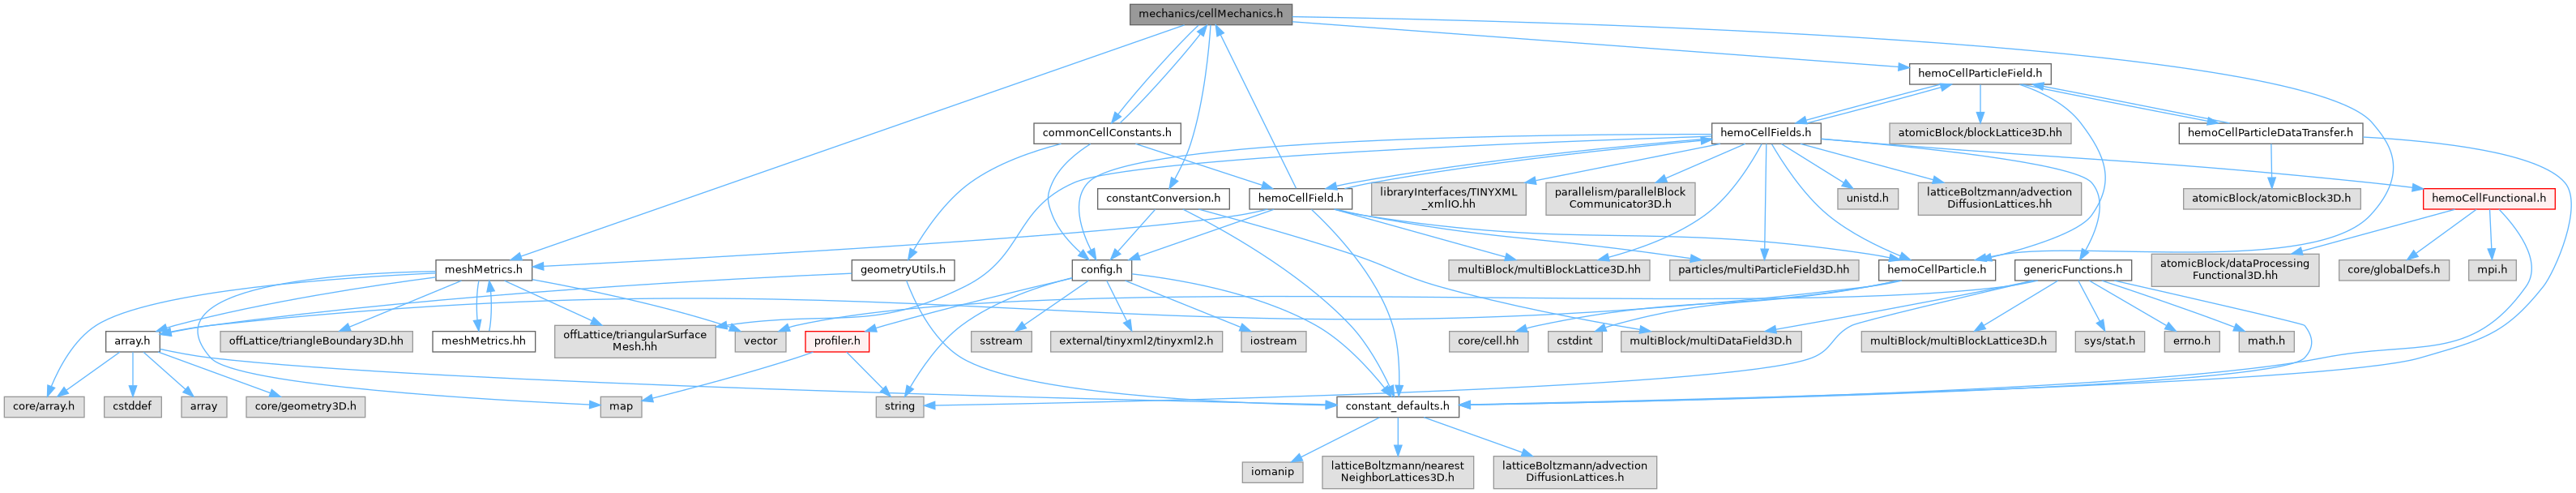 mechanics/cellMechanics.h
hemoCellParticleField.h
commonCellConstants.h
hemoCellFields.h
atomicBlock/blockLattice3D.hh
hemoCellParticleDataTransfer.h
constantConversion.h
hemoCellField.h
libraryInterfaces/TINYXML
_xmlIO.hh
parallelism/parallelBlock
Communicator3D.h
unistd.h
latticeBoltzmann/advection
DiffusionLattices.hh
atomicBlock/atomicBlock3D.h
hemoCellFunctional.h
meshMetrics.h
geometryUtils.h
config.h
multiBlock/multiBlockLattice3D.hh
particles/multiParticleField3D.hh
hemoCellParticle.h
genericFunctions.h
atomicBlock/dataProcessing
Functional3D.hh
core/globalDefs.h
mpi.h
array.h
offLattice/triangleBoundary3D.hh
meshMetrics.hh
offLattice/triangularSurface
Mesh.hh
vector
profiler.h
sstream
external/tinyxml2/tinyxml2.h
iostream
core/cell.hh
cstdint
multiBlock/multiDataField3D.h
multiBlock/multiBlockLattice3D.h
sys/stat.h
errno.h
math.h
core/array.h
cstddef
array
core/geometry3D.h
map
string
constant_defaults.h
iomanip
latticeBoltzmann/nearest
NeighborLattices3D.h
latticeBoltzmann/advection
DiffusionLattices.h